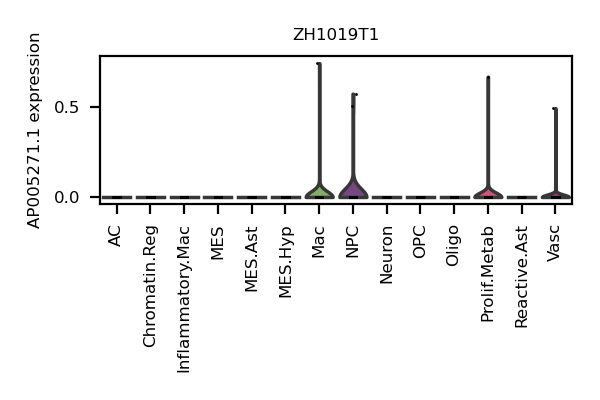 ZH1019T1
AP005271.1 expression
0.5
0.0
AC
Chromatin.Reg
Inflammatory.Mac
MES
MES.Ast
MES.Hyp
Mac
NPC
Neuron
OPC
Oligo
Prolif.Metab
Reactive.Ast
Vasc